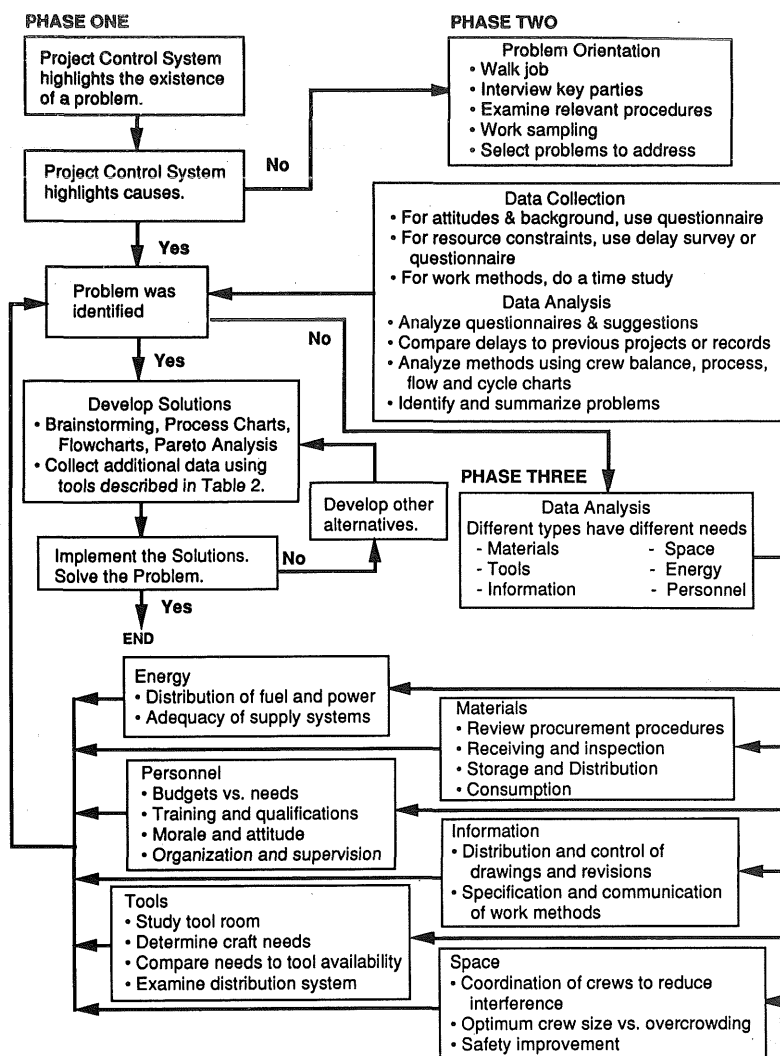 PHASE ONE
Project Control System
highlights the existence
of a problem.
Project Control System
highlights causes.
No
Yes
Problem was
identified
No
Yes
Develop Solutions
• Brainstorming, Process Charts,
Flowcharts, Pareto Analysis
• Collect additional data using
tools described in Table 2.
Develop other
alternatives.
Implement the Solutions.
Solve the Problem.
No
Yes
END
PHASE TWO
Problem Orientation
• Walk job
• Interview key parties
• Examine relevant procedures
• Work sampling
• Select problems to address
Data Collection
• For attitudes & background, use questionnaire
• For resource constraints, use delay survey or
questionnaire
• For work methods, do a time study
Data Analysis
• Analyze questionnaires & suggestions
• Compare delays to previous projects or records
• Analyze methods using crew balance, process,
flow and cycle charts
• Identify and summarize problems
PHASE THREE
Data Analysis
Different types have different needs
- Materials - Space
- Tools - Energy
- Information - Personnel
Energy
• Distribution of fuel and power
• Adequacy of supply systems
Materials
• Review procurement procedures
• Receiving and inspection
• Storage and Distribution
• Consumption
Personnel
• Budgets vs. needs
• Training and qualifications
• Morale and attitude
• Organization and supervision
Information
• Distribution and control of
drawings and revisions
• Specification and communication
of work methods
Tools
• Study tool room
• Determine craft needs
• Compare needs to tool availability
• Examine distribution system
Space
• Coordination of crews to reduce
interference
• Optimum crew size vs. overcrowding
• Safety improvement